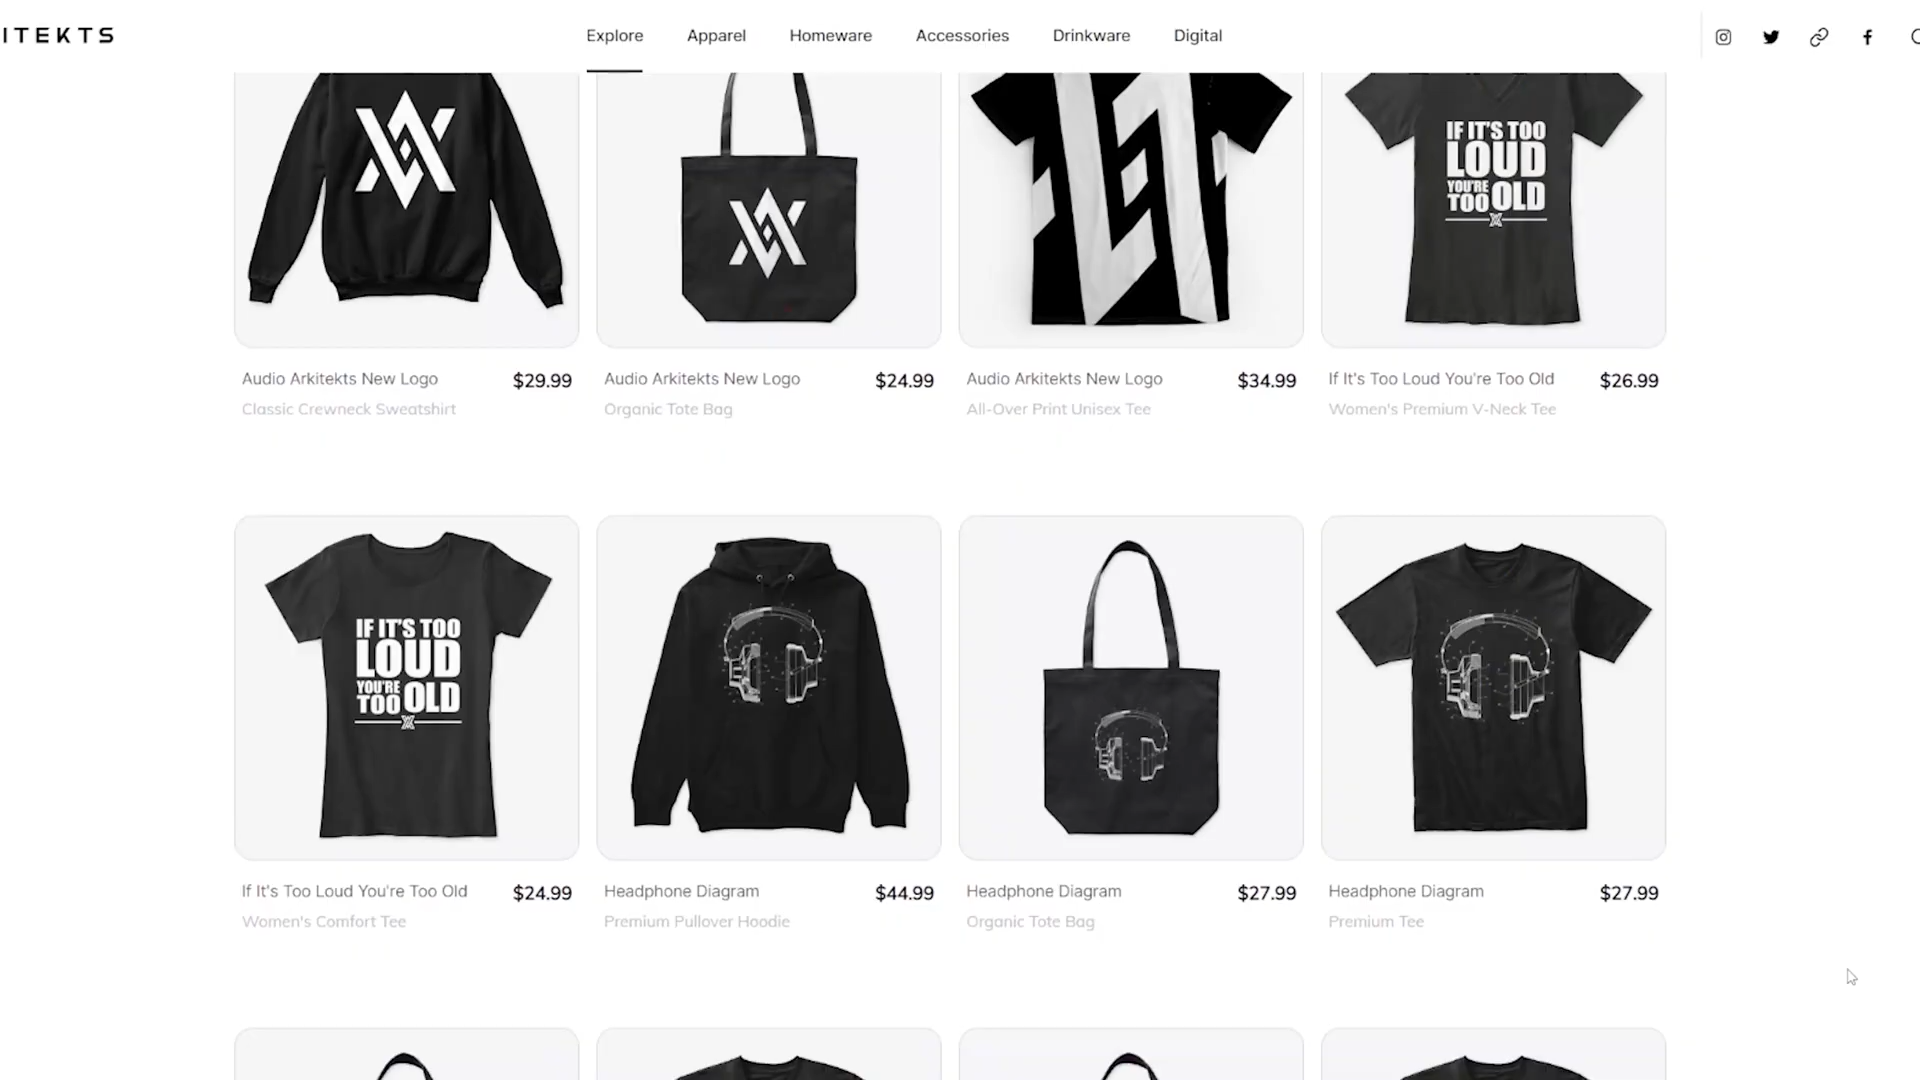 ITEKTS
Explore
Apparel
Homeware
Accessories
Drinkware
Digital
IF IT'S TOO
LOUD
YOU'RE
TOO OLD
Audio Arkitekts New Logo
$29.99
Classic Crewneck Sweatshirt
Audio Arkitekts New Logo
$24.99
Organic Tote Bag
Audio Arkitekts New Logo
$34.99
All-Over Print Unisex Tee
If It's Too Loud You're Too Old
$26.99
Women's Premium V-Neck Tee
IF IT'S TOO
LOUD
YOU'RE
TOO OLD
If It's Too Loud You're Too Old
$24.99
Women's Comfort Tee
Headphone Diagram
$44.99
Premium Pullover Hoodie
Headphone Diagram
$27.99
Organic Tote Bag
Headphone Diagram
$27.99
Premium Tee